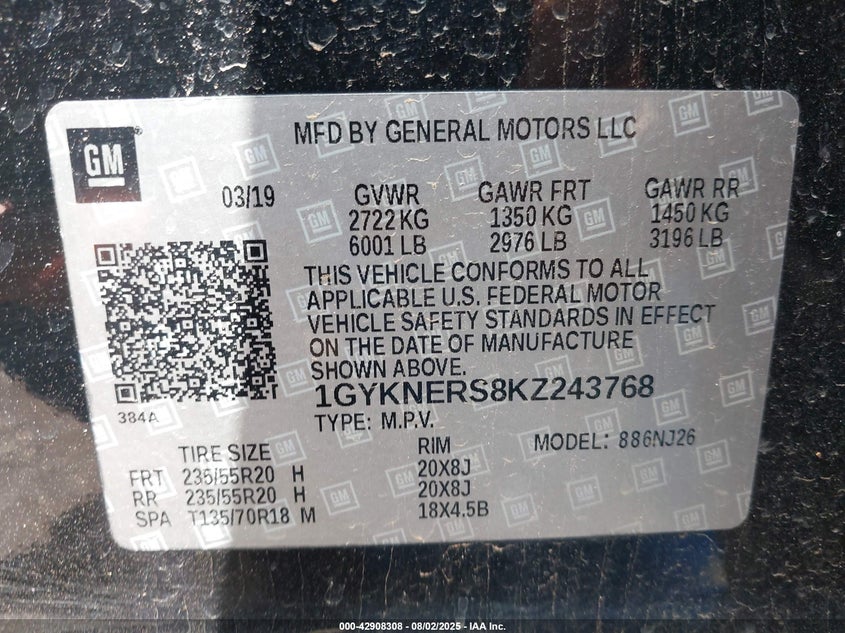 GM
MFD BY GENERAL MOTORS LLC
03/19 GVWR GAWR FRT GAWR RR
2722 KG 1350 KG 1450 KG
6001 LB 2976 LB 3196 LB
THIS VEHICLE CONFORMS TO ALL
APPLICABLE U.S. FEDERAL MOTOR
VEHICLE SAFETY STANDARDS IN EFFECT
ON THE DATE OF MANUFACTURE
SHOWN ABOVE.
1GYKNERS8KZ243768
384A
TYPE: M.P.V.
TIRE SIZE RIM MODEL: 886NJ26
FRT 235/55R20 H 20X8J
RR 235/55R20 H 20X8J
SPA T135/70R18 M 18X4.5B
000-42908308 - 08/02/2025 - IAA Inc.